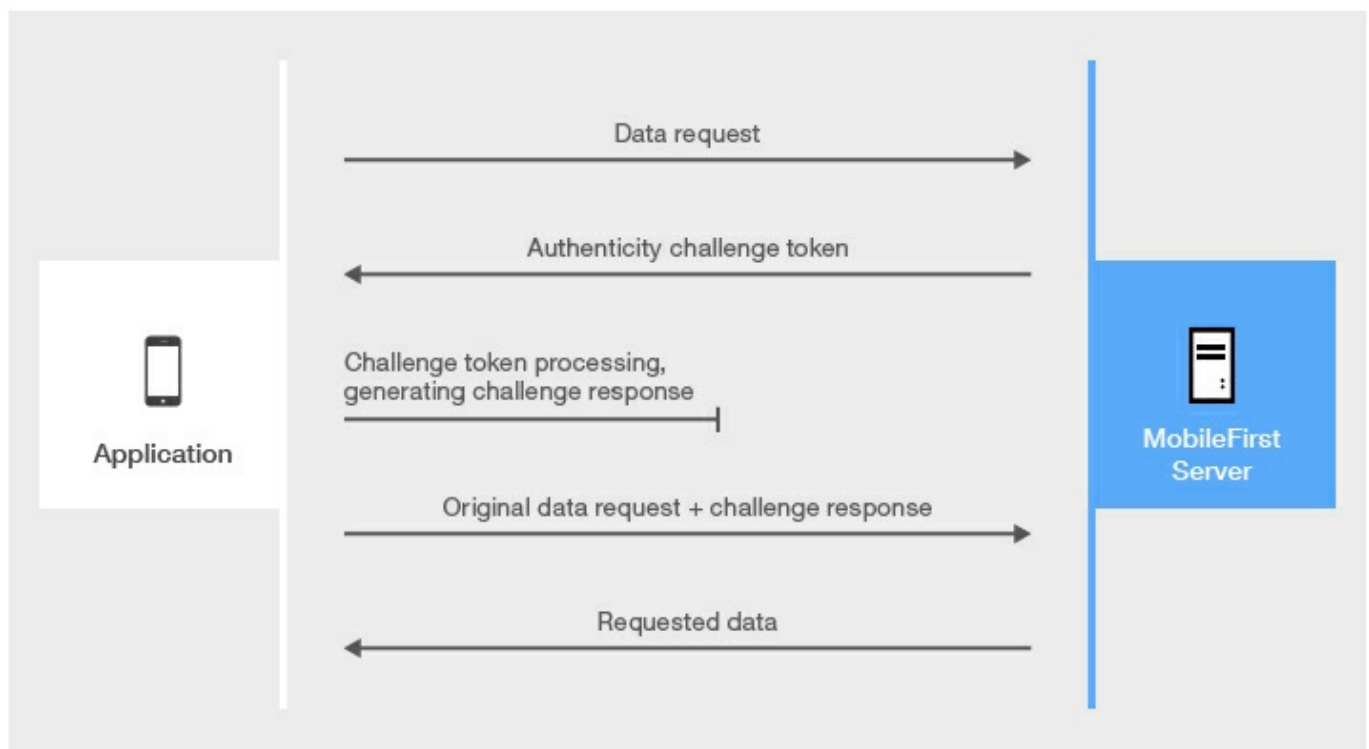 Data request
Authenticity challenge token
Challenge token processing,
generating challenge response
Application
MobileFirst
Server
Original data request + challenge response
Requested data